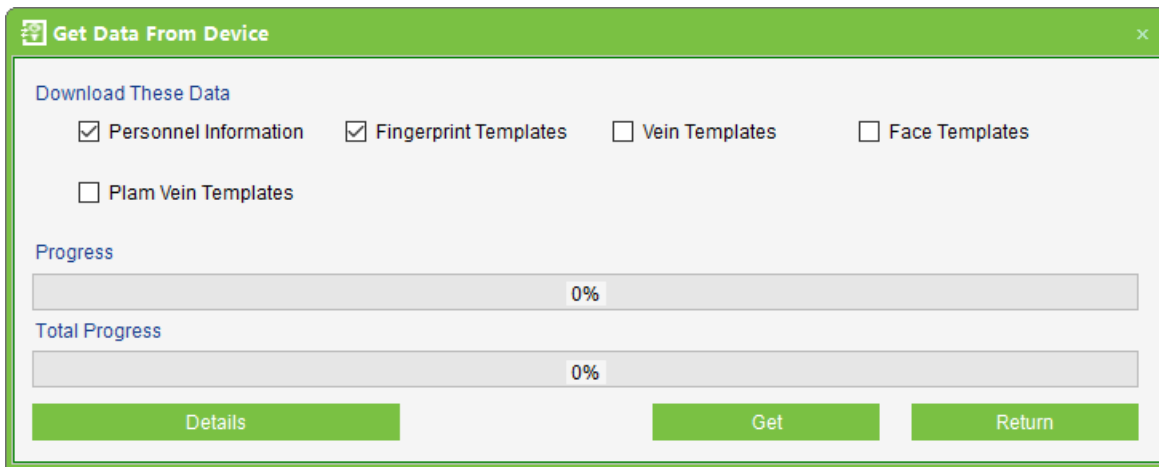 Get Data From Device
Download These Data
Personnel Information Fingerprint Templates Vein Templates Face Templates
Plam Vein Templates
Progress
0%
Total Progress
0%
Details Get Return